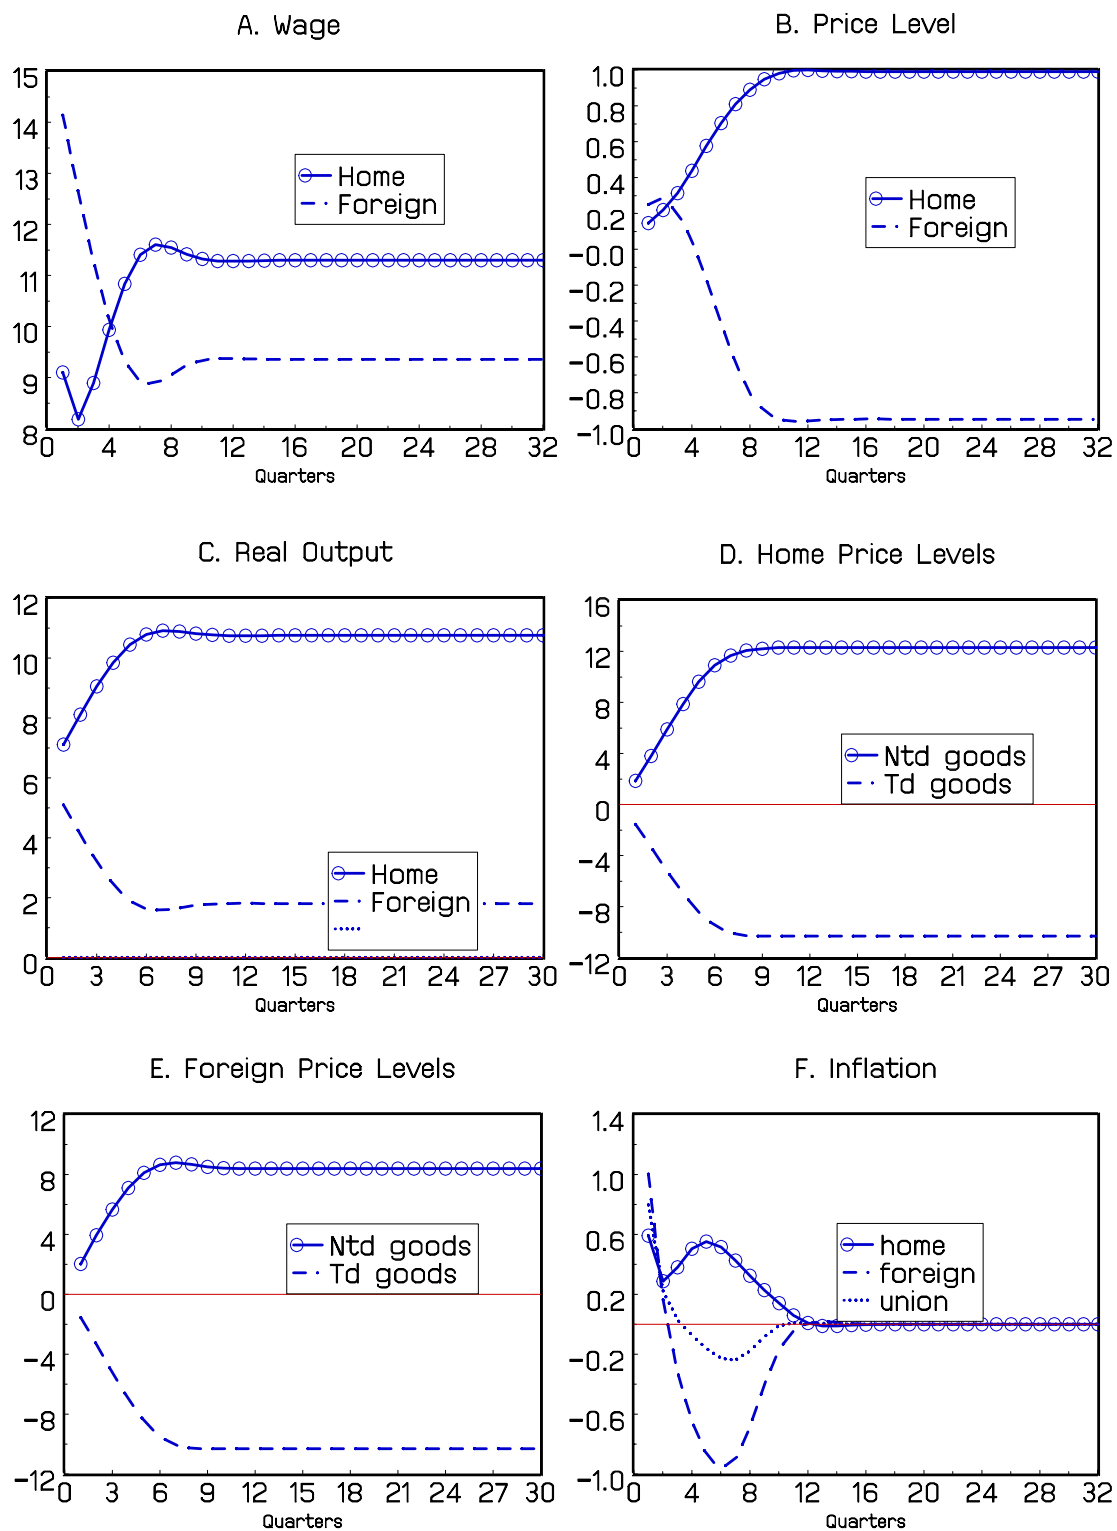 A. Wage
15
14
13
12
11
10
9
8
Home
Foreign
0 4 8 12 16 20 24 28 32
Quarters
B. Price Level
1.0
0.8
0.6
0.4
0.2
-0.0
-0.2
-0.4
-0.6
-0.8
-1.0
Home
Foreign
0 4 8 12 16 20 24 28 32
Quarters
C. Real Output
12
10
8
6
4
2
0
Home
Foreign
0 3 6 9 12 15 18 21 24 27 30
Quarters
D. Home Price Levels
16
12
8
4
0
-4
-8
-12
Ntd goods
Td goods
0 3 6 9 12 15 18 21 24 27 30
Quarters
E. Foreign Price Levels
12
8
4
0
-4
-8
-12
Ntd goods
Td goods
0 3 6 9 12 15 18 21 24 27 30
Quarters
F. Inflation
1.4
1.0
0.6
0.2
-0.2
-0.6
-1.0
home
foreign
union
0 4 8 12 16 20 24 28 32
Quarters